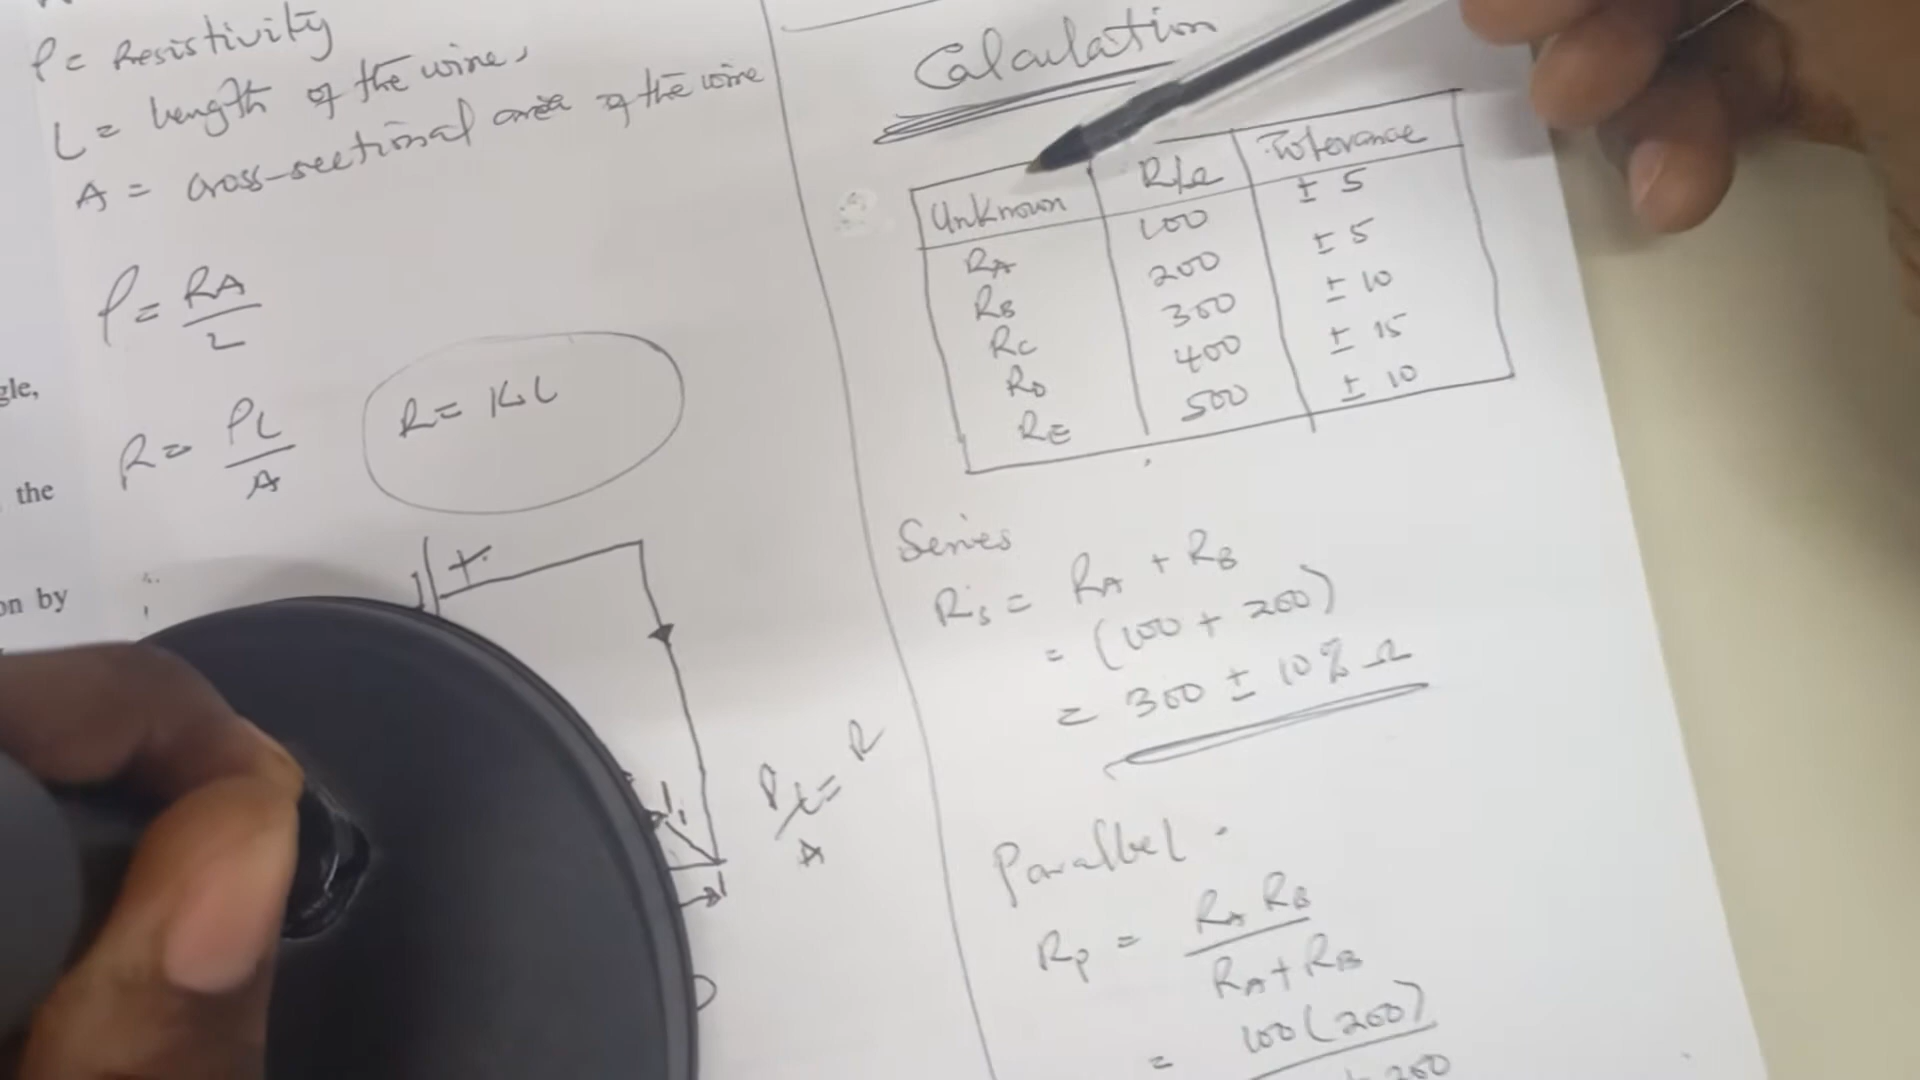 ρ = Resistivity
L = Length of the wire,
A = cross-sectional area of the wire
ρ = RA
L
R = ρL
A
R = KL
gle,
the
on by
+
ρL = R
A
Calculation
Unknown R/Ω Tolerance
RA 100 ± 5
RB 200 ± 5
RC 300 ± 10
RD 400 ± 15
RE 500 ± 10
Series
Rs = RA + RB
= (100 + 200)
= 300 ± 10% Ω
Parallel.
Rp = RA RB
RA + RB
= 100(200)
+ 200